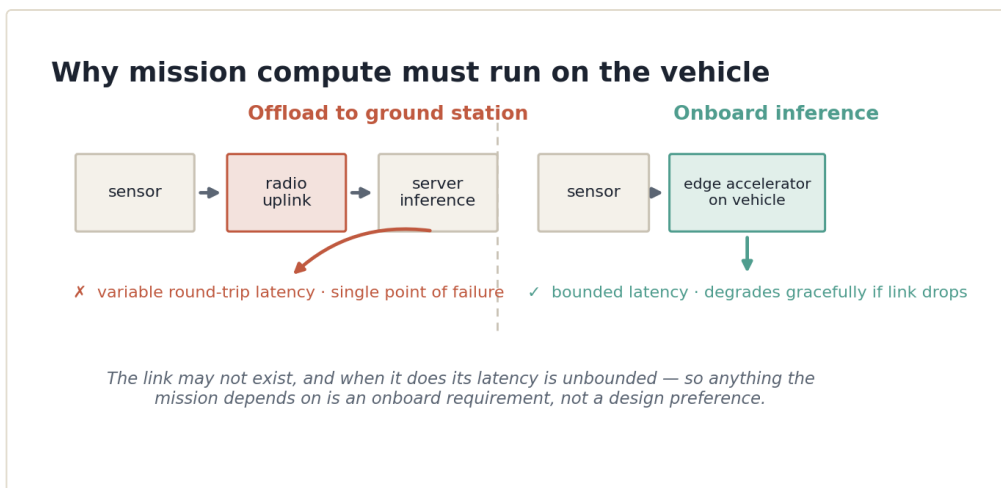 Why mission compute must run on the vehicle
Offload to ground station
Onboard inference
sensor
radio
uplink
server
inference
sensor
edge accelerator
on vehicle
✗ variable round-trip latency · single point of failure
✓ bounded latency · degrades gracefully if link drops
The link may not exist, and when it does its latency is unbounded — so anything the
mission depends on is an onboard requirement, not a design preference.